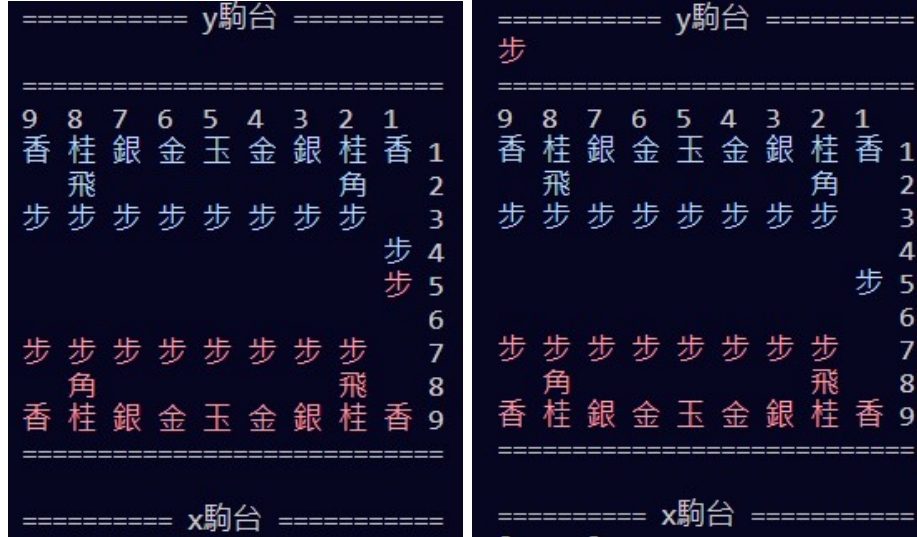 =========== y駒台 ==========
============================
9 8 7 6 5 4 3 2 1
香 桂 銀 金 玉 金 銀 桂 香 1
飛 角 2
歩 歩 歩 歩 歩 歩 歩 歩 3
歩 4
歩 5
6
歩 歩 歩 歩 歩 歩 歩 歩 7
角 飛 8
香 桂 銀 金 玉 金 銀 桂 香 9
============================
========== x駒台 ===========
=========== y駒台 ==========
歩
============================
9 8 7 6 5 4 3 2 1
香 桂 銀 金 玉 金 銀 桂 香 1
飛 角 2
歩 歩 歩 歩 歩 歩 歩 歩 3
4
歩 5
6
歩 歩 歩 歩 歩 歩 歩 歩 7
角 飛 8
香 桂 銀 金 玉 金 銀 桂 香 9
============================
========== x駒台 ===========